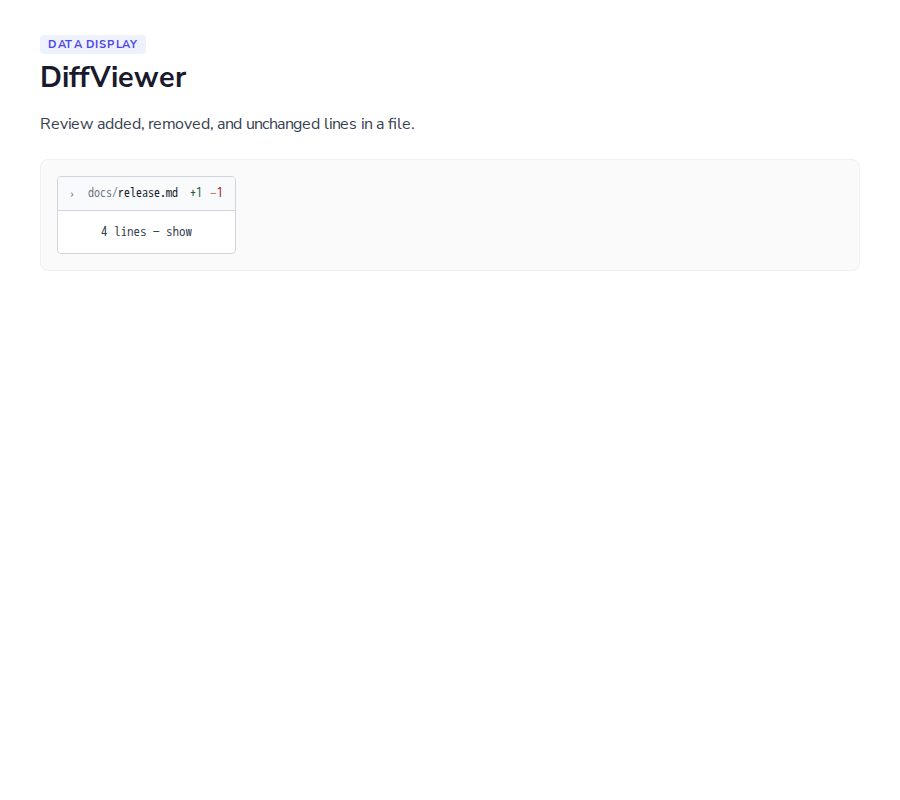 DATA DISPLAY
DiffViewer
Review added, removed, and unchanged lines in a file.
› docs/release.md +1 −1
4 lines — show